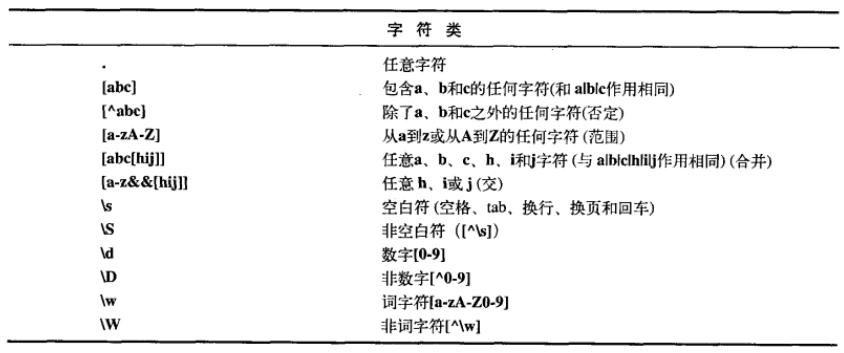 字 符 类
. 任意字符
[abc] 包含a、b和c的任何字符(和 a|b|c作用相同)
[^abc] 除了a、b和c之外的任何字符(否定)
[a-zA-Z] 从a到z或从A到Z的任何字符 (范围)
[abc[hij]] 任意a、b、c、h、i和j字符 (与 a|b|c|h|i|j作用相同) (合并)
[a-z&&[hij]] 任意 h、i或 j (交)
\s 空白符 (空格、tab、换行、换页和回车)
\S 非空白符（[^\s]）
\d 数字[0-9]
\D 非数字[^0-9]
\w 词字符[a-zA-Z0-9]
\W 非词字符[^\w]